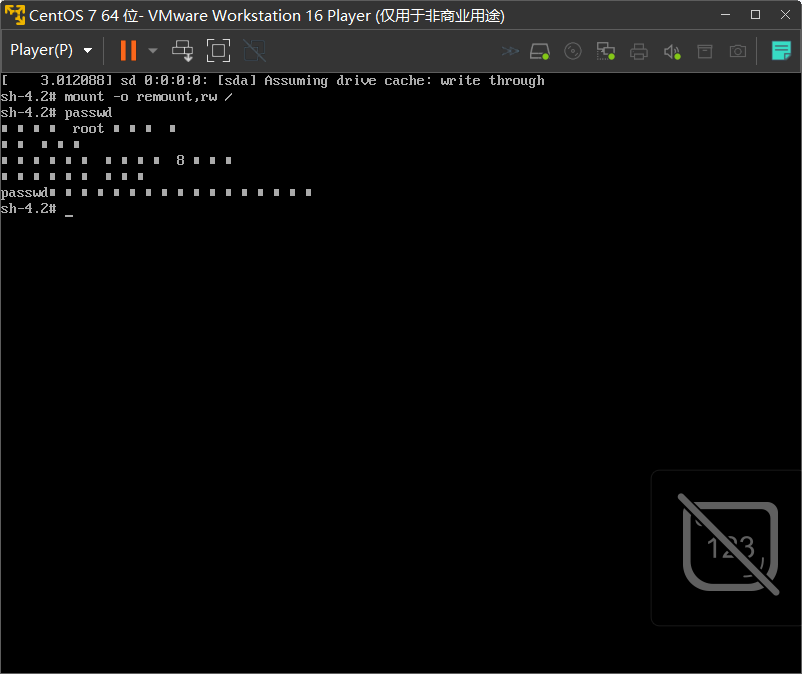 CentOS 7 64 位- VMware Workstation 16 Player (仅用于非商业用途)
Player(P)
[    3.012088] sd 0:0:0:0: [sda] Assuming drive cache: write through
sh-4.2# mount -o remount,rw /
sh-4.2# passwd
■ ■ ■ ■  root ■ ■ ■  ■
■ ■  ■ ■ ■
■ ■ ■ ■ ■ ■  ■ ■ ■ ■  8 ■ ■ ■
■ ■ ■ ■ ■ ■  ■ ■ ■
passwd■ ■ ■ ■ ■ ■ ■ ■ ■ ■ ■ ■ ■ ■ ■ ■ ■
sh-4.2# _
123